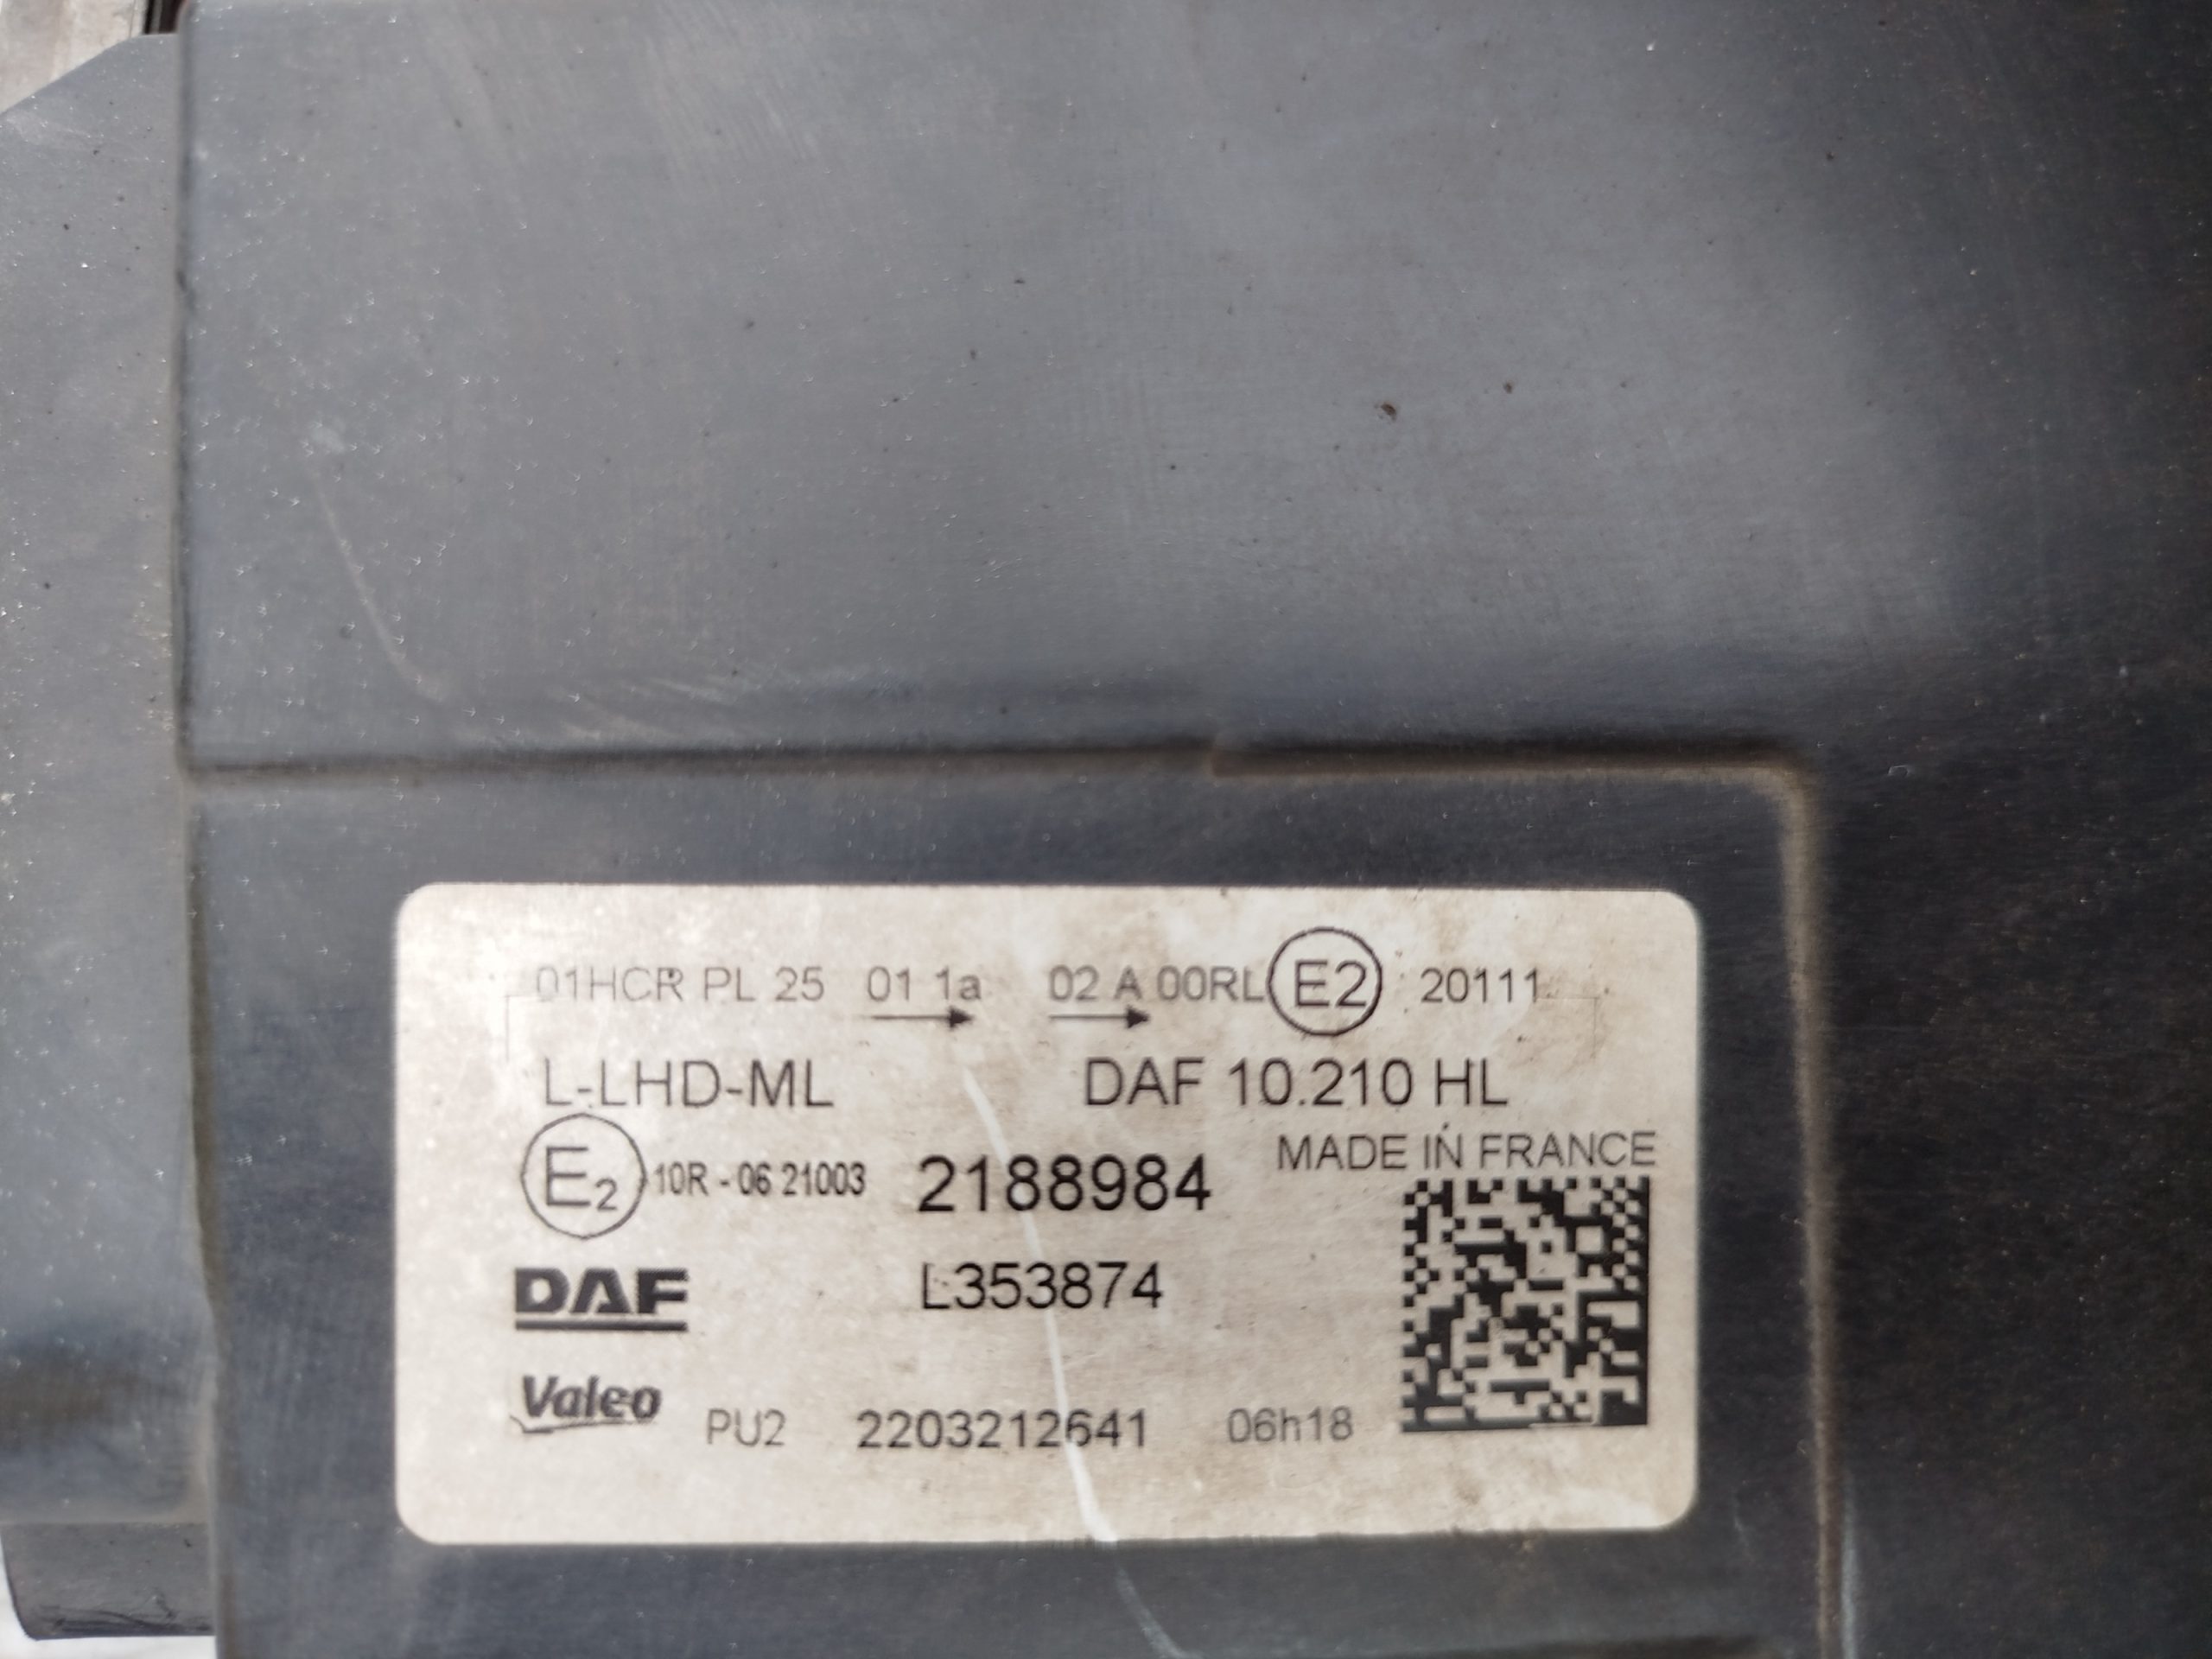 01HCR PL 25 01 1a 02 A 00RL E2 20111
L-LHD-ML DAF 10.210 HL
MADE IN FRANCE
E2 10R - 06 21003 2188984
DAF L353874
Valeo PU2 2203212641 06h18